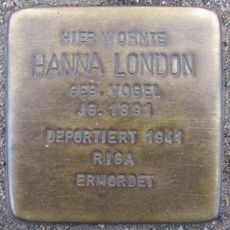 HIER WOHNTE
HANNA LONDON
GEB. VOGEL
JG. 1891
DEPORTIERT 1941
RIGA
ERMORDET